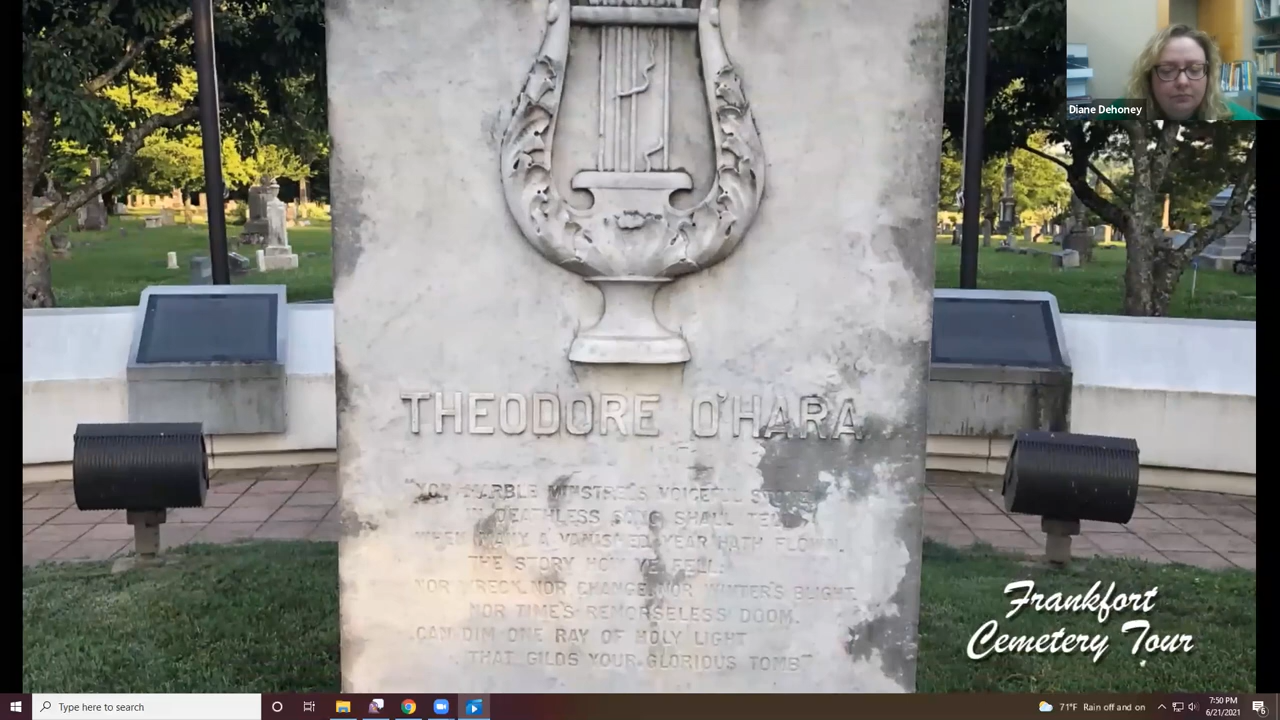 Diane Dehoney
THEODORE O'HARA
"YON MARBLE MINSTREL'S VOICEFUL STONE
IN DEATHLESS SONG SHALL TELL
WHEN MANY A VANISHED YEAR HATH FLOWN,
THE STORY HOW YE FELL:
NOR WRECK, NOR CHANGE, NOR WINTER'S BLIGHT,
NOR TIME'S REMORSELESS DOOM,
CAN DIM ONE RAY OF HOLY LIGHT
THAT GILDS YOUR GLORIOUS TOMB"
Frankfort
Cemetery Tour
Type here to search
71°F Rain off and on
7:50 PM
6/21/2021
6